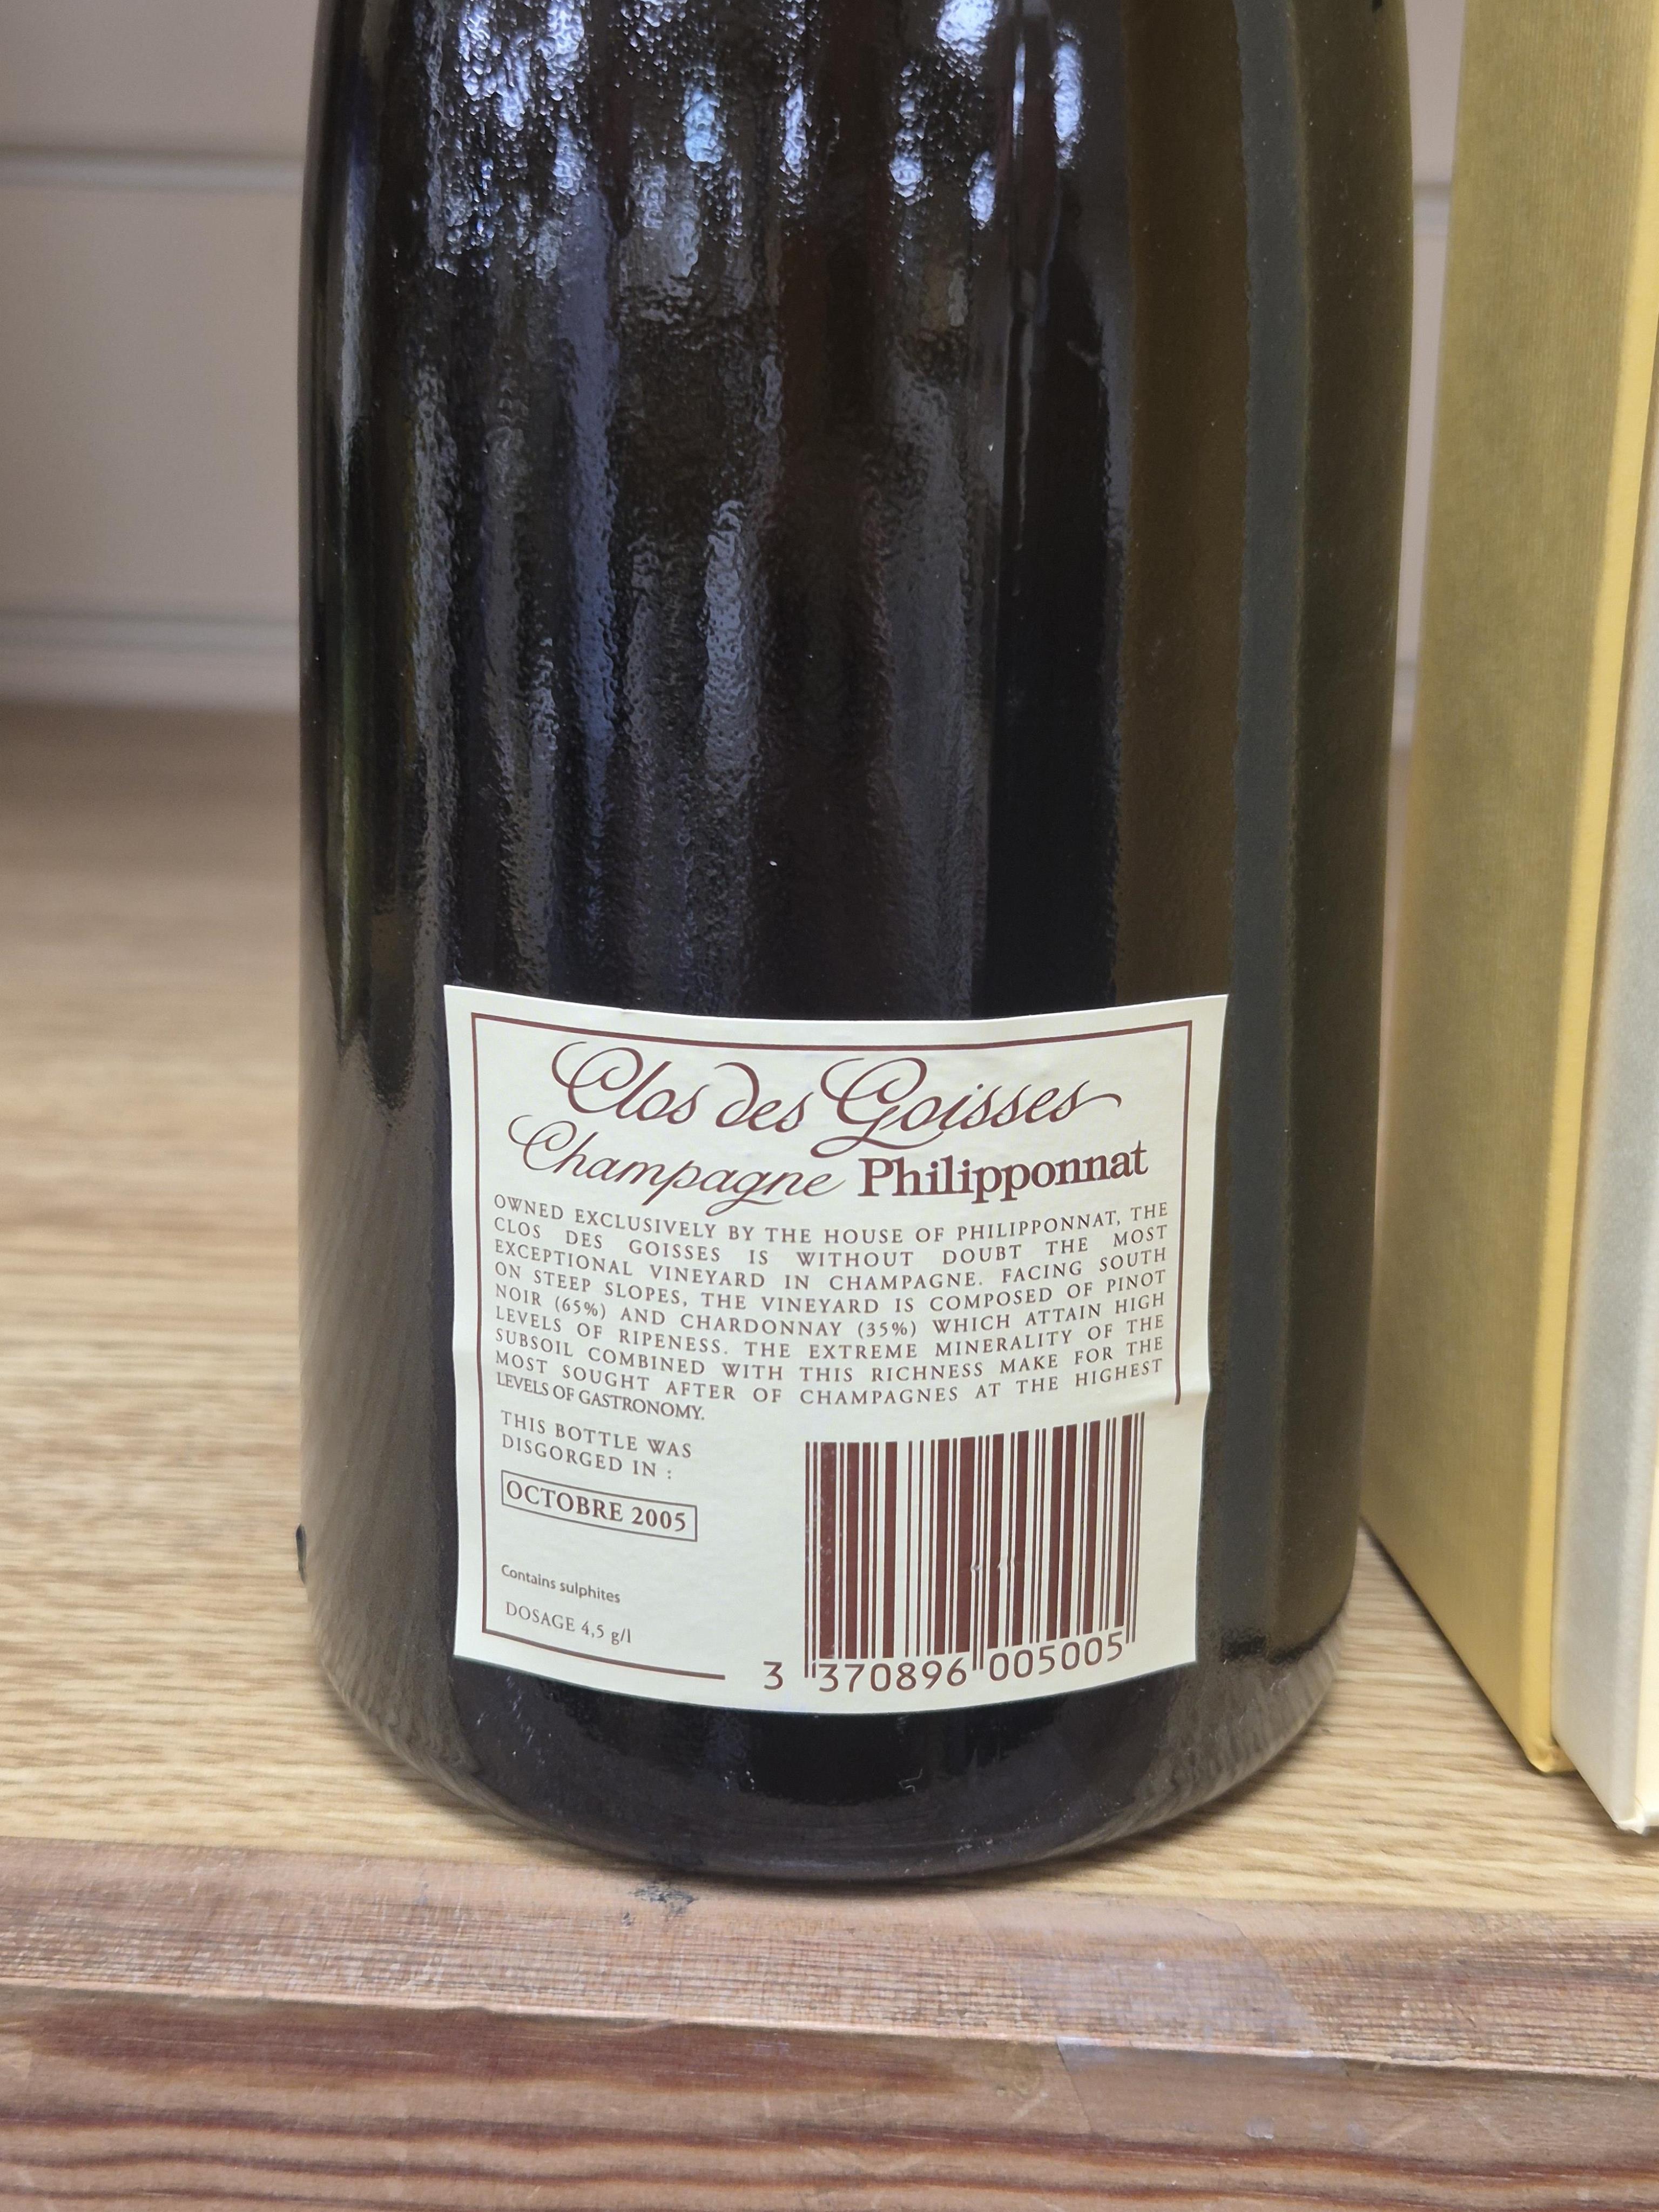 Clos des Goisses
Champagne Philipponnat
OWNED EXCLUSIVELY BY THE HOUSE OF PHILIPPONNAT, THE
CLOS DES GOISSES IS WITHOUT DOUBT THE MOST
EXCEPTIONAL VINEYARD IN CHAMPAGNE. FACING SOUTH
ON STEEP SLOPES, THE VINEYARD IS COMPOSED OF PINOT
NOIR (65%) AND CHARDONNAY (35%) WHICH ATTAIN HIGH
LEVELS OF RIPENESS. THE EXTREME MINERALITY OF THE
SUBSOIL COMBINED WITH THIS RICHNESS MAKE FOR THE
MOST SOUGHT AFTER OF CHAMPAGNES AT THE HIGHEST
LEVELS OF GASTRONOMY.
THIS BOTTLE WAS
DISGORGED IN :
OCTOBRE 2005
Contains sulphites
DOSAGE 4,5 g/l
3 370896 005005